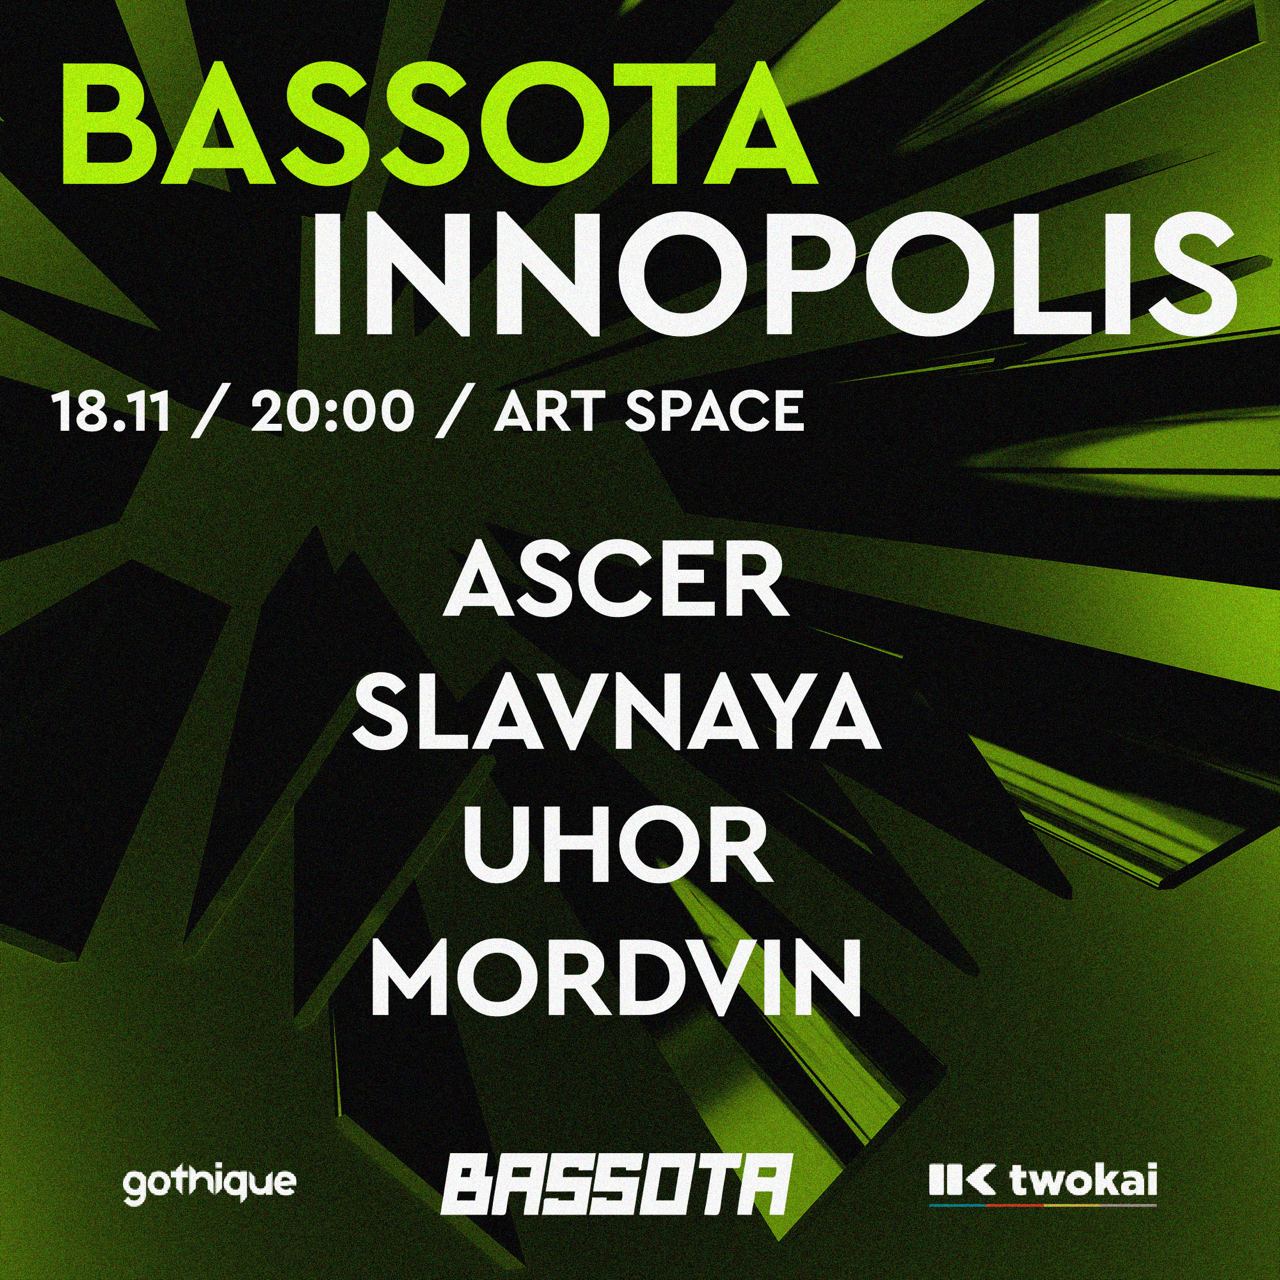 BASSOTA
INNOPOLIS
18.11 / 20:00 / ART SPACE
ASCER
SLAVNAYA
UHOR
MORDVIN
gothique
BASSOTA
twokai